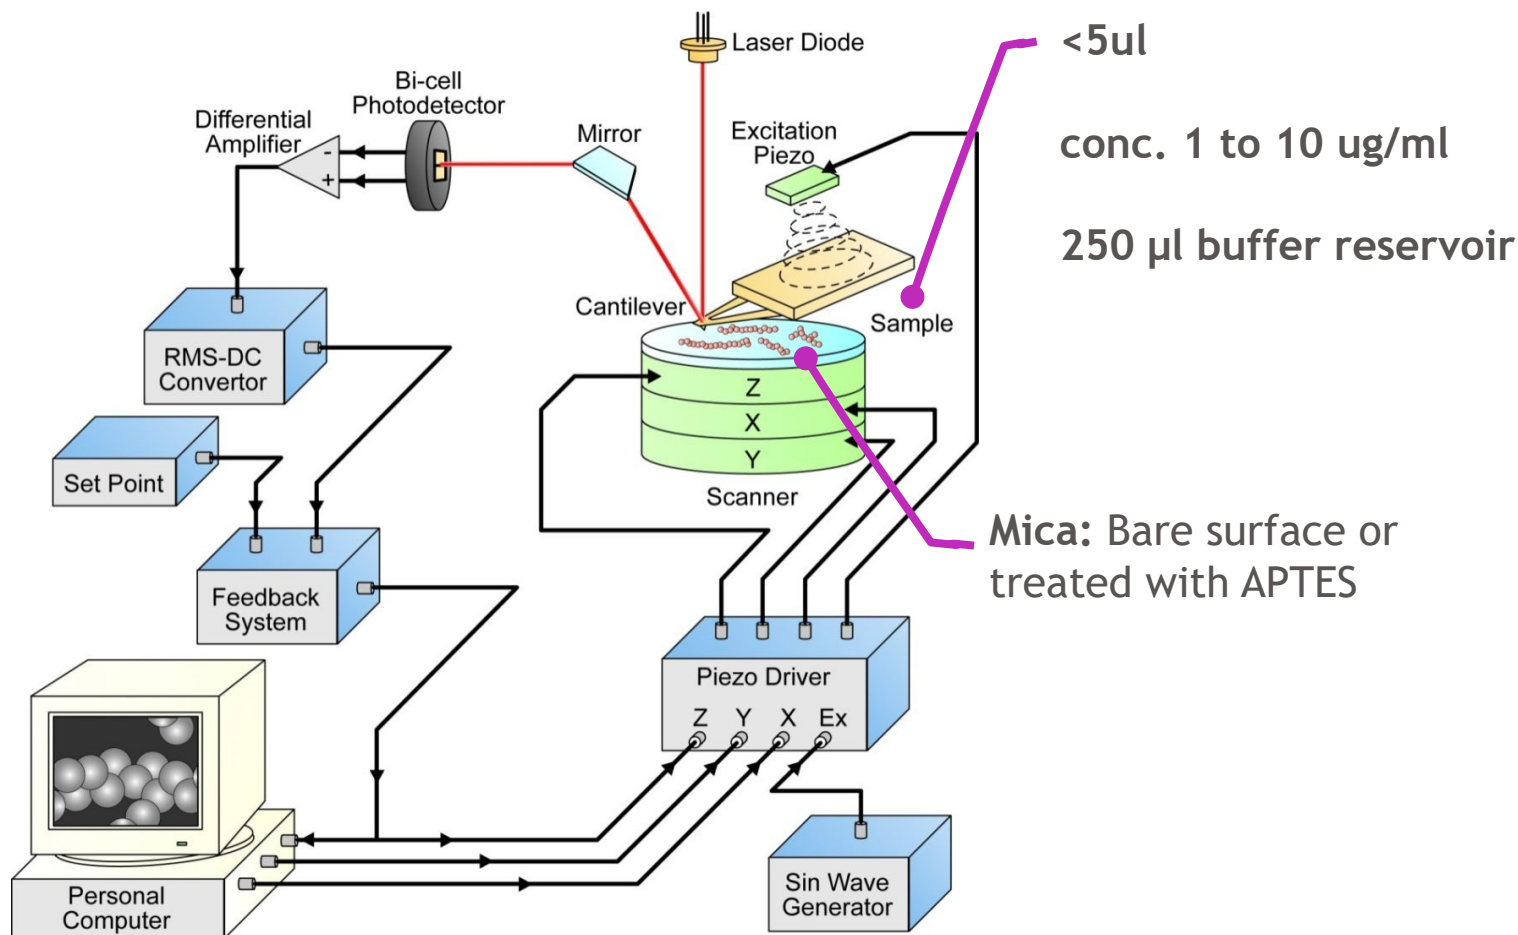 Laser Diode
<5ul
Bi-cell
Photodetector
Differential
Amplifier
-
+
Mirror
Excitation
Piezo
conc. 1 to 10 ug/ml
250 µl buffer reservoir
Cantilever
Sample
RMS-DC
Convertor
Z
X
Y
Scanner
Set Point
Mica: Bare surface or
treated with APTES
Feedback
System
Piezo Driver
Z Y X Ex
Personal
Computer
Sin Wave
Generator